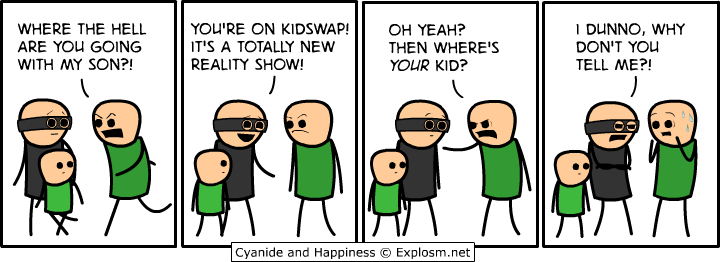 WHERE THE HELL
ARE YOU GOING
WITH MY SON?!
YOU'RE ON KIDSWAP!
IT'S A TOTALLY NEW
REALITY SHOW!
OH YEAH?
THEN WHERE'S
YOUR KID?
I DUNNO, WHY
DON'T YOU
TELL ME?!
Cyanide and Happiness © Explosm.net